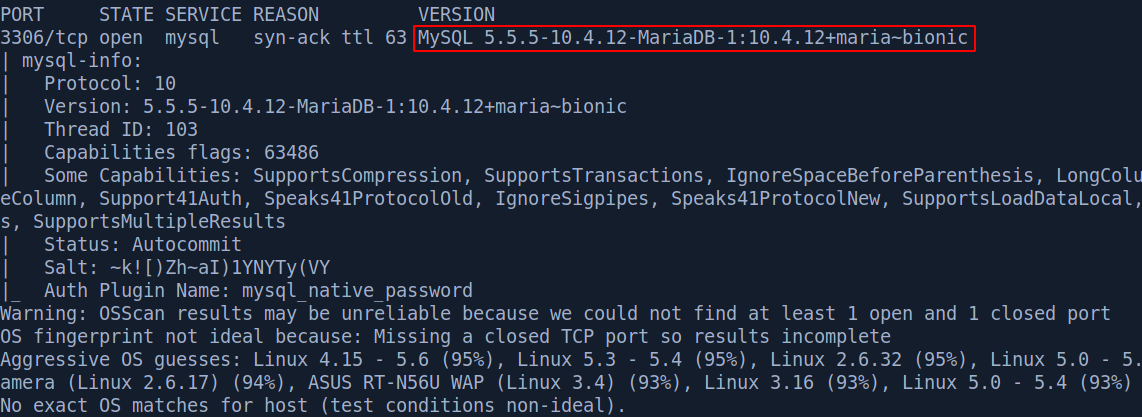 PORT     STATE SERVICE REASON         VERSION
3306/tcp open  mysql   syn-ack ttl 63 MySQL 5.5.5-10.4.12-MariaDB-1:10.4.12+maria~bionic
| mysql-info:
|   Protocol: 10
|   Version: 5.5.5-10.4.12-MariaDB-1:10.4.12+maria~bionic
|   Thread ID: 103
|   Capabilities flags: 63486
|   Some Capabilities: SupportsCompression, SupportsTransactions, IgnoreSpaceBeforeParenthesis, LongColu
eColumn, Support41Auth, Speaks41ProtocolOld, IgnoreSigpipes, Speaks41ProtocolNew, SupportsLoadDataLocal,
s, SupportsMultipleResults
|   Status: Autocommit
|   Salt: ~k![)Zh~aI)1YNYTy(VY
|_  Auth Plugin Name: mysql_native_password
Warning: OSScan results may be unreliable because we could not find at least 1 open and 1 closed port
OS fingerprint not ideal because: Missing a closed TCP port so results incomplete
Aggressive OS guesses: Linux 4.15 - 5.6 (95%), Linux 5.3 - 5.4 (95%), Linux 2.6.32 (95%), Linux 5.0 - 5.
amera (Linux 2.6.17) (94%), ASUS RT-N56U WAP (Linux 3.4) (93%), Linux 3.16 (93%), Linux 5.0 - 5.4 (93%)
No exact OS matches for host (test conditions non-ideal).